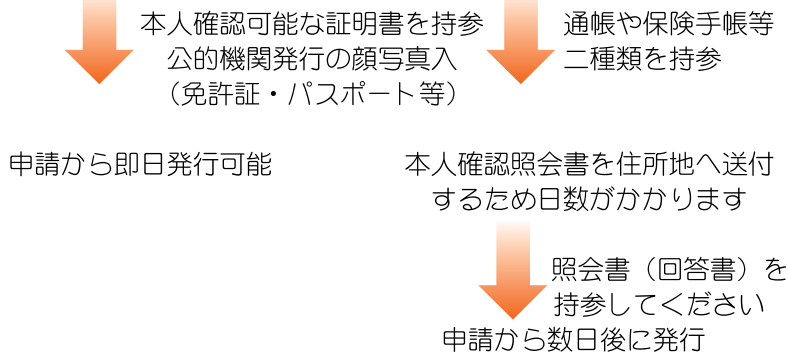 本人確認可能な証明書を持参
公的機関発行の顔写真入
（免許証・パスポート等）
通帳や保険手帳等
二種類を持参
申請から即日発行可能
本人確認照会書を住所地へ送付
するため日数がかかります
照会書（回答書）を
持参してください
申請から数日後に発行